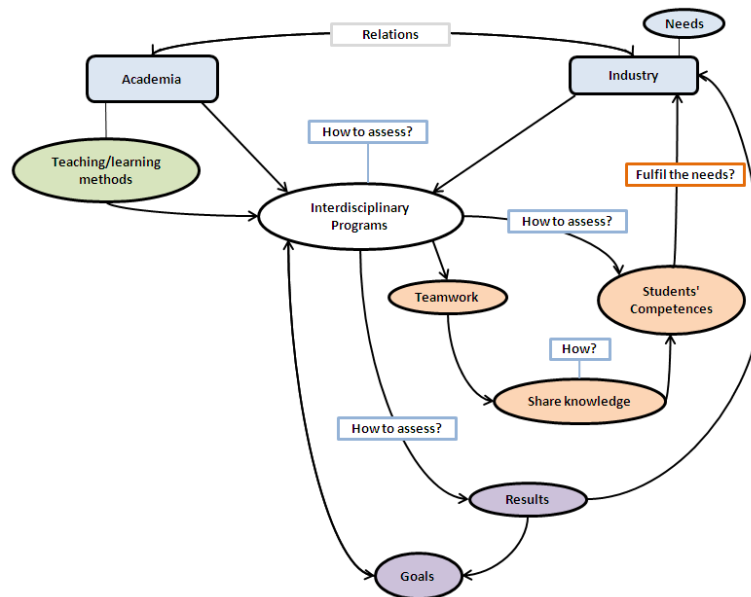 Relations
Needs
Academia
Industry
How to assess?
Teaching/learning
methods
Fulfil the needs?
Interdisciplinary
Programs
How to assess?
Students'
Competences
Teamwork
How?
Share knowledge
How to assess?
Results
Goals